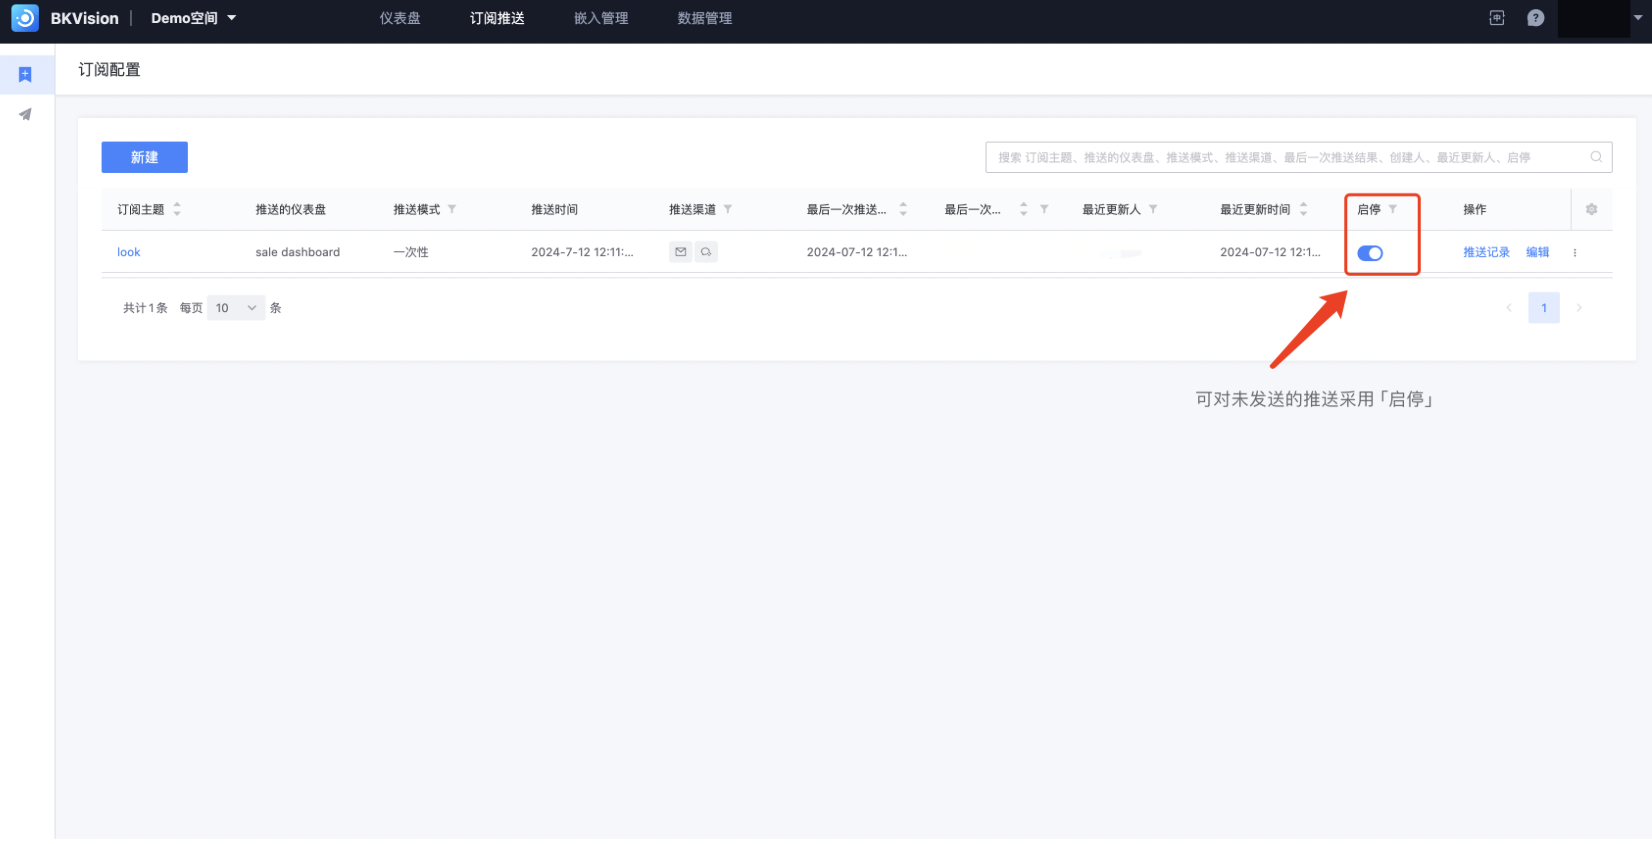 BKVision | Demo空间 仪表盘 订阅推送 嵌入管理 数据管理 中 ?
订阅配置
新建 搜索 订阅主题、推送的仪表盘、推送模式、推送渠道、最后一次推送结果、创建人、最近更新人、启停
订阅主题 推送的仪表盘 推送模式 推送时间 推送渠道 最后一次推送... 最后一次... 最近更新人 最近更新时间 启停 操作
look sale dashboard 一次性 2024-7-12 12:11:... 2024-07-12 12:1... 2024-07-12 12:1... 推送记录 编辑
共计1条 每页 10 条 1
可对未发送的推送采用「启停」